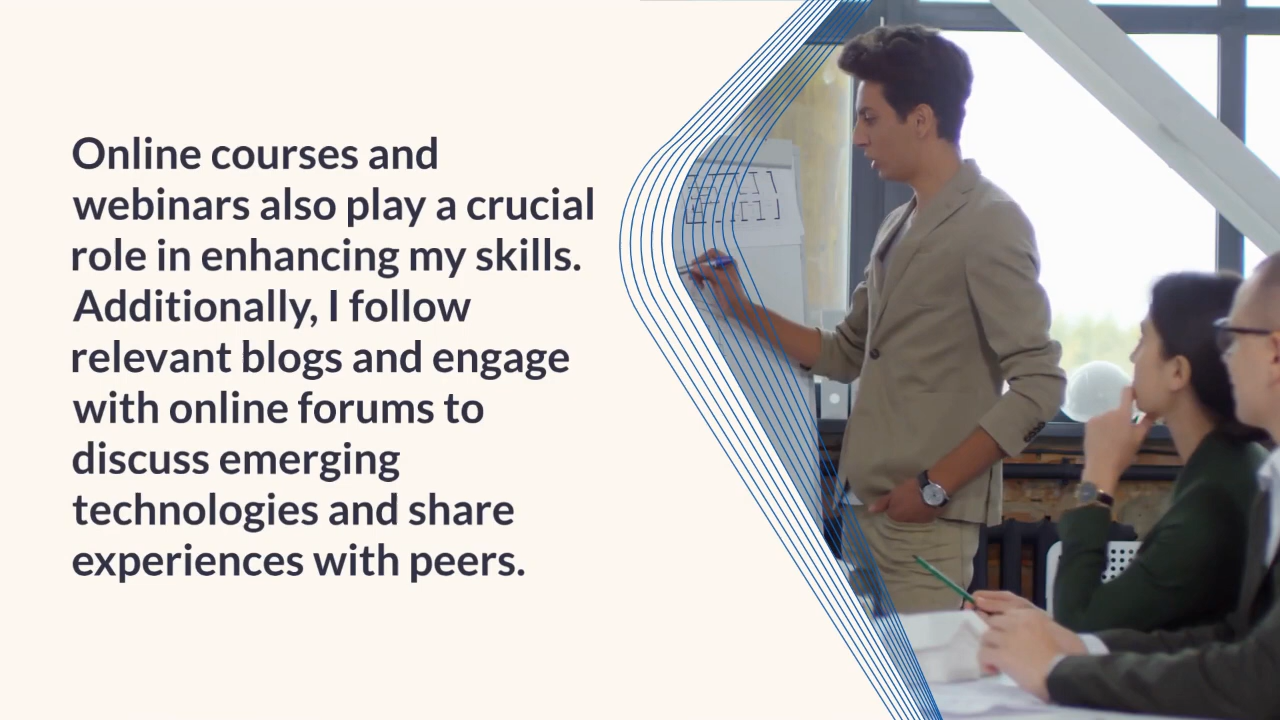 Online courses and
webinars also play a crucial
role in enhancing my skills.
Additionally, I follow
relevant blogs and engage
with online forums to
discuss emerging
technologies and share
experiences with peers.